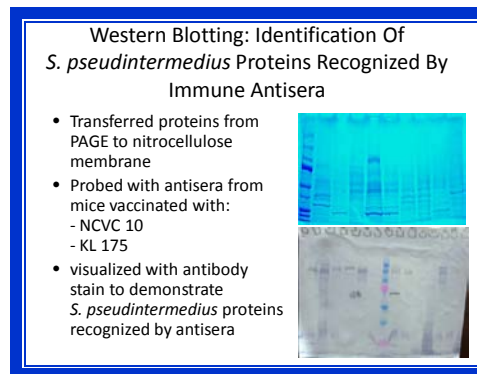 Western Blotting: Identification Of
S. pseudintermedius Proteins Recognized By
Immune Antisera
• Transferred proteins from
PAGE to nitrocellulose
membrane
• Probed with antisera from
mice vaccinated with:
- NCVC 10
- KL 175
• visualized with antibody
stain to demonstrate
S. pseudintermedius proteins
recognized by antisera